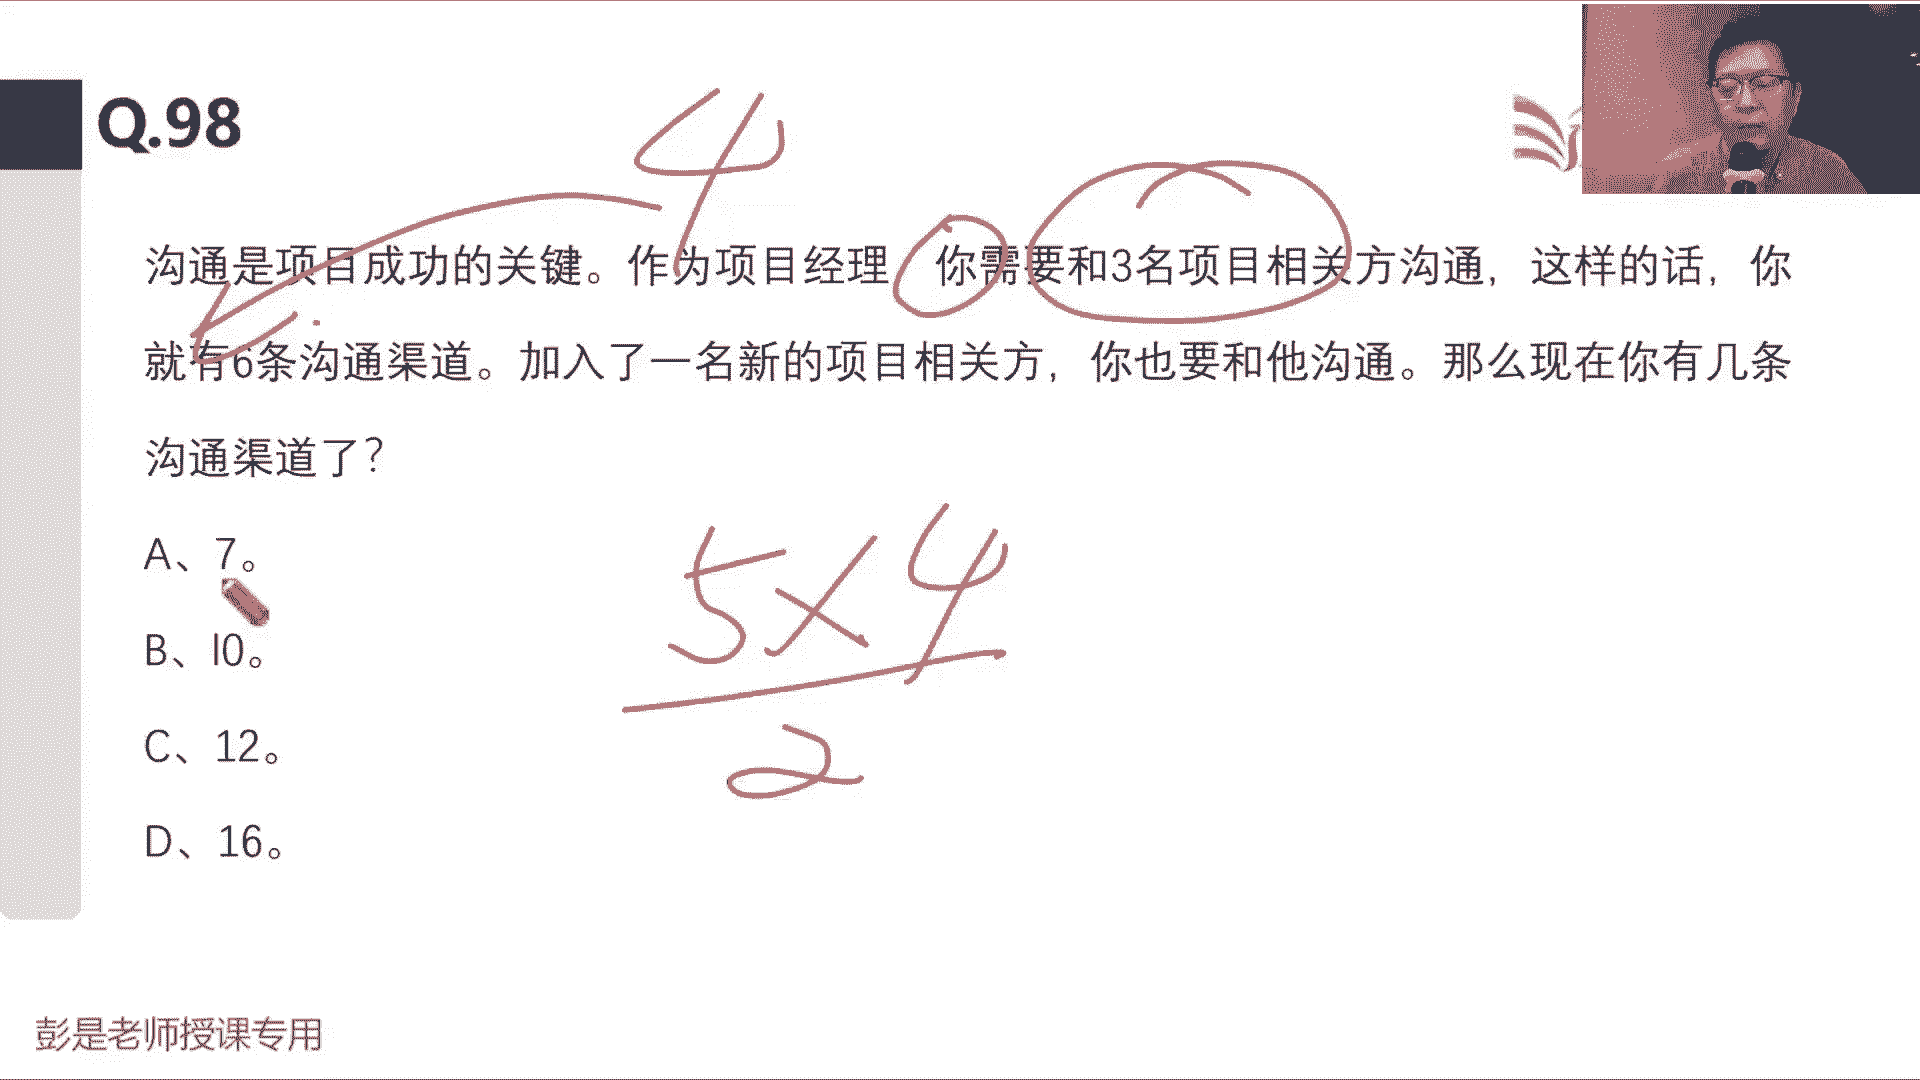 Q.98
4
沟通是项目成功的关键。作为项目经理 你需要和3名项目相关方沟通，这样的话，你
就有6条沟通渠道。加入了一名新的项目相关方，你也要和他沟通。那么现在你有几条
沟通渠道了？
A、7。
B、l0。
C、12。
D、16。
5×4
2
彭是老师授课专用